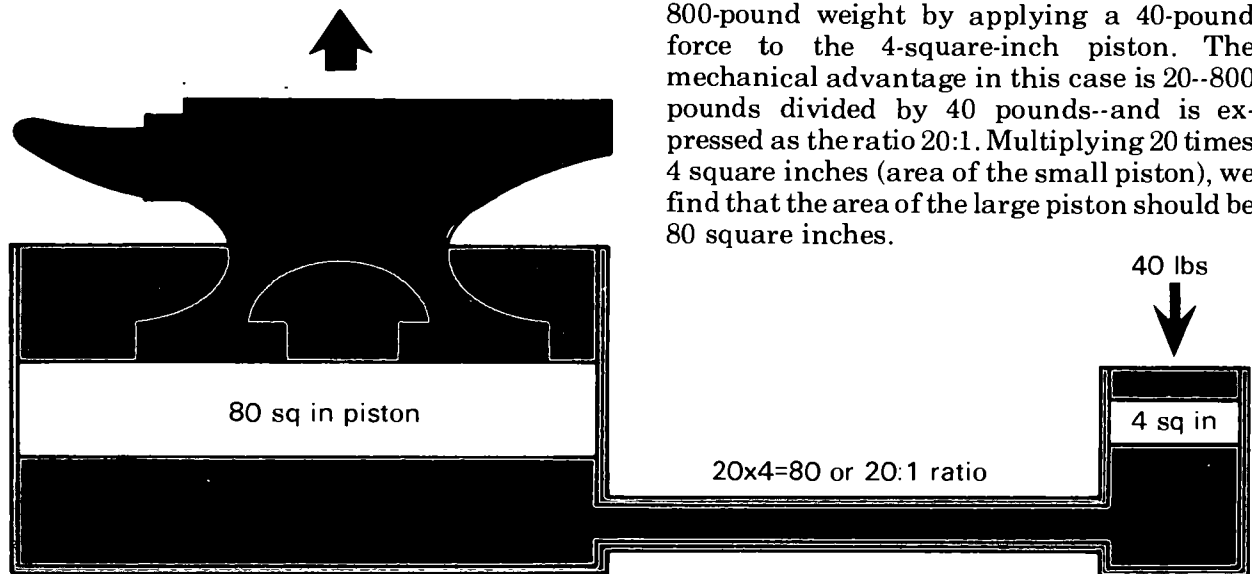 800-pound weight by applying a 40-pound
force to the 4-square-inch piston. The
mechanical advantage in this case is 20--800
pounds divided by 40 pounds--and is ex-
pressed as the ratio 20:1. Multiplying 20 times
4 square inches (area of the small piston), we
find that the area of the large piston should be
80 square inches.
40 lbs
80 sq in piston
4 sq in
20x4=80 or 20:1 ratio